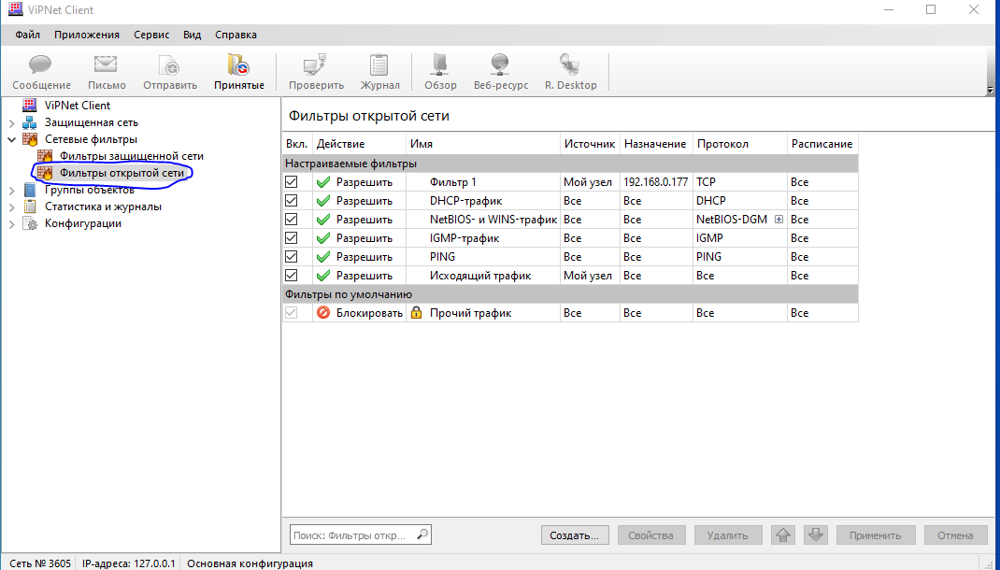 ViPNet Client
Файл Приложения Сервис Вид Справка
Сообщение Письмо Отправить Принятые Проверить Журнал Обзор Веб-ресурс R. Desktop
ViPNet Client
Защищенная сеть
Сетевые фильтры
Фильтры защищенной сети
Фильтры открытой сети
Группы объектов
Статистика и журналы
Конфигурации
Фильтры открытой сети
Вкл. Действие Имя Источник Назначение Протокол Расписание
Настраиваемые фильтры
Разрешить Фильтр 1 Мой узел 192.168.0.177 TCP Все
Разрешить DHCP-трафик Все Все DHCP Все
Разрешить NetBIOS- и WINS-трафик Все Все NetBIOS-DGM Все
Разрешить IGMP-трафик Все Все IGMP Все
Разрешить PING Все Все PING Все
Разрешить Исходящий трафик Мой узел Все Все Все
Фильтры по умолчанию
Блокировать Прочий трафик Все Все Все Все
Поиск: Фильтры откр... Создать... Свойства Удалить Применить Отмена
Сеть № 3605 IP-адреса: 127.0.0.1 Основная конфигурация